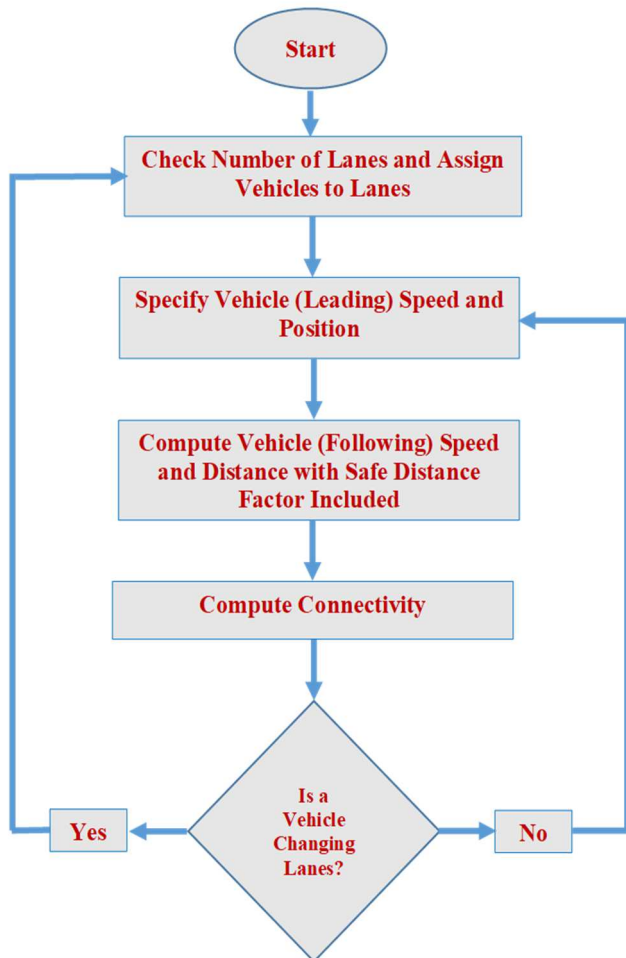 Start
Check Number of Lanes and Assign
Vehicles to Lanes
Specify Vehicle (Leading) Speed and
Position
Compute Vehicle (Following) Speed
and Distance with Safe Distance
Factor Included
Compute Connectivity
Is a
Vehicle
Changing
Lanes?
Yes
No